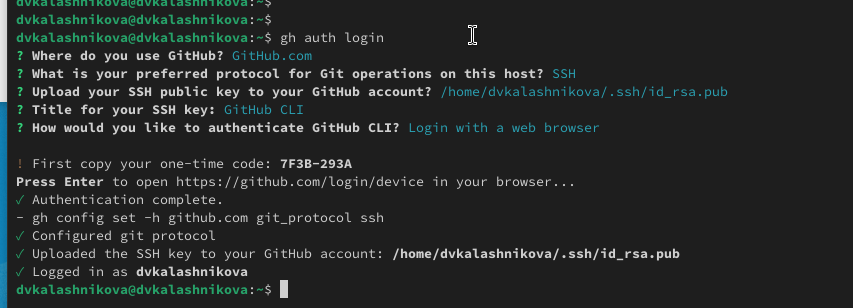 dvkalashnikova@dvkalashnikova:~$
dvkalashnikova@dvkalashnikova:~$
dvkalashnikova@dvkalashnikova:~$ gh auth login
? Where do you use GitHub? GitHub.com
? What is your preferred protocol for Git operations on this host? SSH
? Upload your SSH public key to your GitHub account? /home/dvkalashnikova/.ssh/id_rsa.pub
? Title for your SSH key: GitHub CLI
? How would you like to authenticate GitHub CLI? Login with a web browser
! First copy your one-time code: 7F3B-293A
Press Enter to open https://github.com/login/device in your browser...
✓ Authentication complete.
- gh config set -h github.com git_protocol ssh
✓ Configured git protocol
✓ Uploaded the SSH key to your GitHub account: /home/dvkalashnikova/.ssh/id_rsa.pub
✓ Logged in as dvkalashnikova
dvkalashnikova@dvkalashnikova:~$